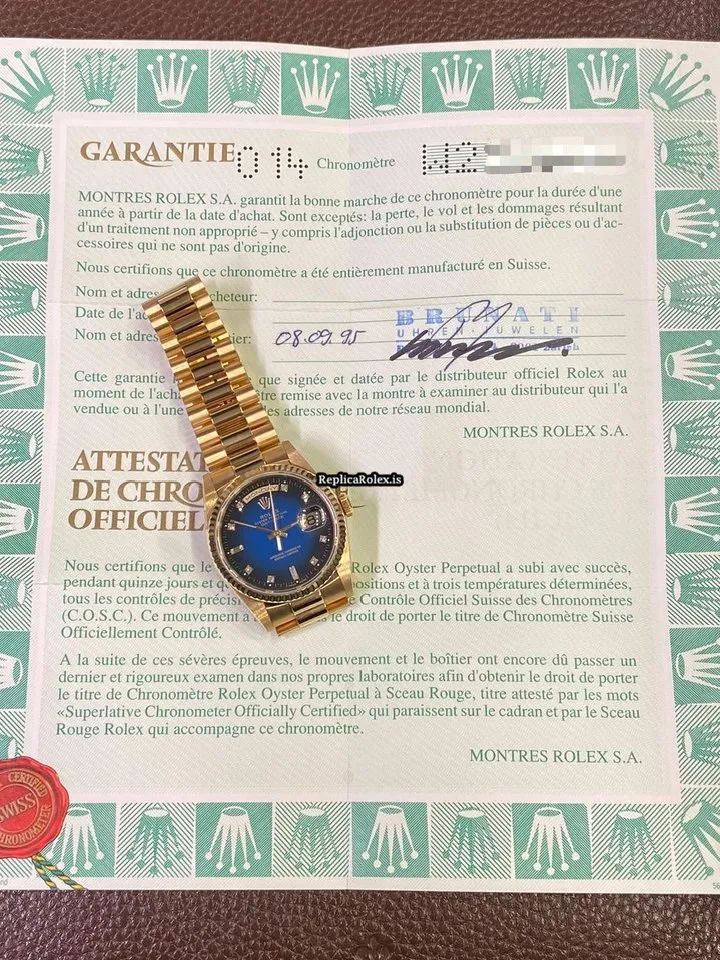 GARANTIE 014 Chronomètre W2
MONTRES ROLEX S.A. garantit la bonne marche de ce chronomètre pour la durée d'une
année à partir de la date d'achat. Sont exceptés: la perte, le vol et les dommages résultant
d'un traitement non approprié – y compris l'adjonction ou la substitution de pièces ou d'ac-
cessoires qui ne sont pas d'origine.
Nous certifions que ce chronomètre a été entièrement manufacturé en Suisse.
Nom et adres cheteur:
Date de l'a
BRUNATI
UHREN · JUWELEN
Nom et adres ier: 08.09.95
Cette garantie que signée et datée par le distributeur officiel Rolex au
moment de l'acha tre remise avec la montre à examiner au distributeur qui l'a
vendue ou à l'une des adresses de notre réseau mondial.
MONTRES ROLEX S.A.
ReplicaRolex.is
ATTESTAT
DE CHRO
OFFICIEL
ROLEX
Nous certifions que le Rolex Oyster Perpetual a subi avec succès,
pendant quinze jours et positions et à trois températures déterminées,
tous les contrôles de précis Contrôle Officiel Suisse des Chronomètres
(C.O.S.C.). Ce mouvement a le droit de porter le titre de Chronomètre Suisse
Officiellement Contrôlé.
A la suite de ces sévères épreuves, le mouvement et le boîtier ont encore dû passer un
dernier et rigoureux examen dans nos propres laboratoires afin d'obtenir le droit de porter
le titre de Chronomètre Rolex Oyster Perpetual à Sceau Rouge, titre attesté par les mots
«Superlative Chronometer Officially Certified» qui paraissent sur le cadran et par le Sceau
Rouge Rolex qui accompagne ce chronomètre.
MONTRES ROLEX S.A.
CERTIFIED
SWISS
CHRONOMETER